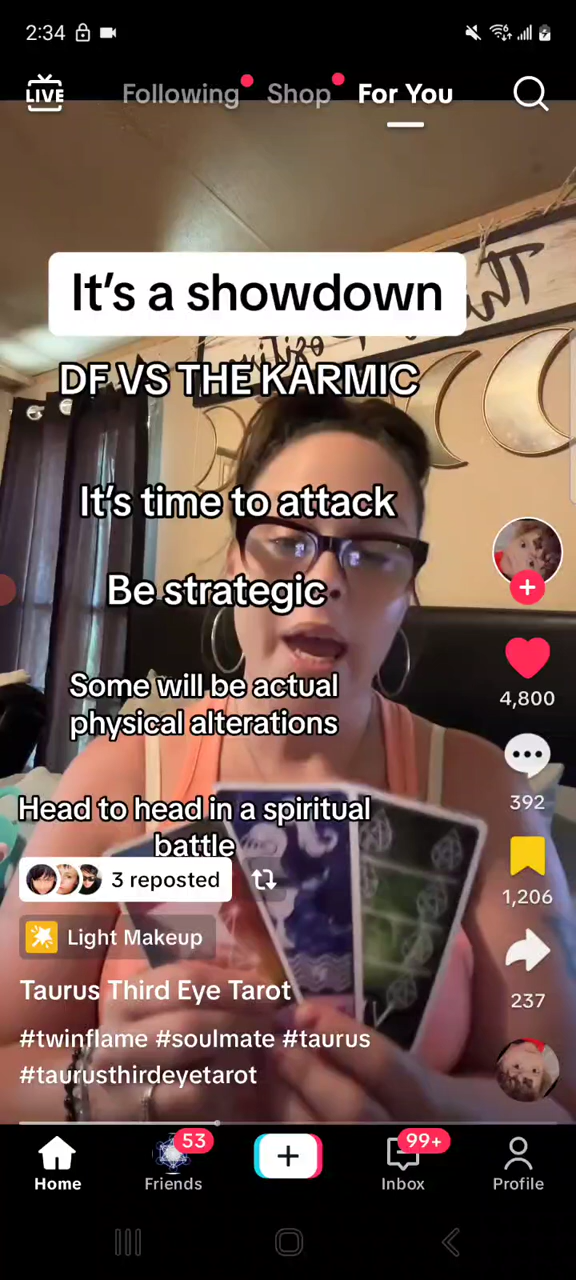 2:34
LIVE
Following
Shop
For You
It's a showdown
DF VS THE KARMIC
It's time to attack
Be strategic
Some will be actual
physical alterations
Head to head in a spiritual
battle
4,800
392
1,206
237
3 reposted
Light Makeup
Taurus Third Eye Tarot
#twinflame #soulmate #taurus
#taurusthirdeyetarot
53
99+
Home
Friends
Inbox
Profile